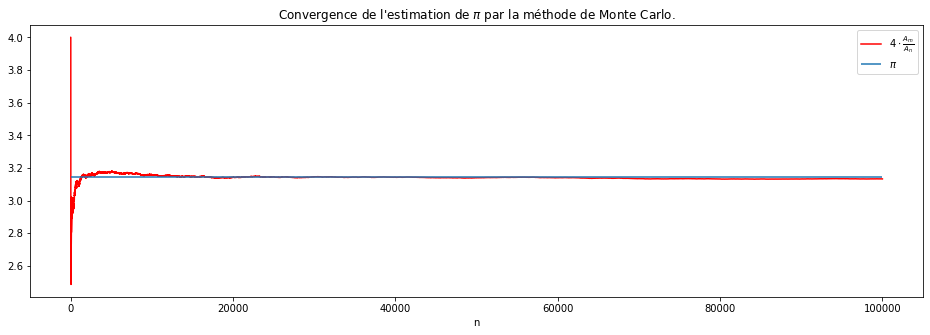 Convergence de l'estimation de π par la méthode de Monte Carlo.
4.0
3.8
3.6
3.4
3.2
3.0
2.8
2.6
4 · Aₘ/Aₙ
π
0 20000 40000 60000 80000 100000
n